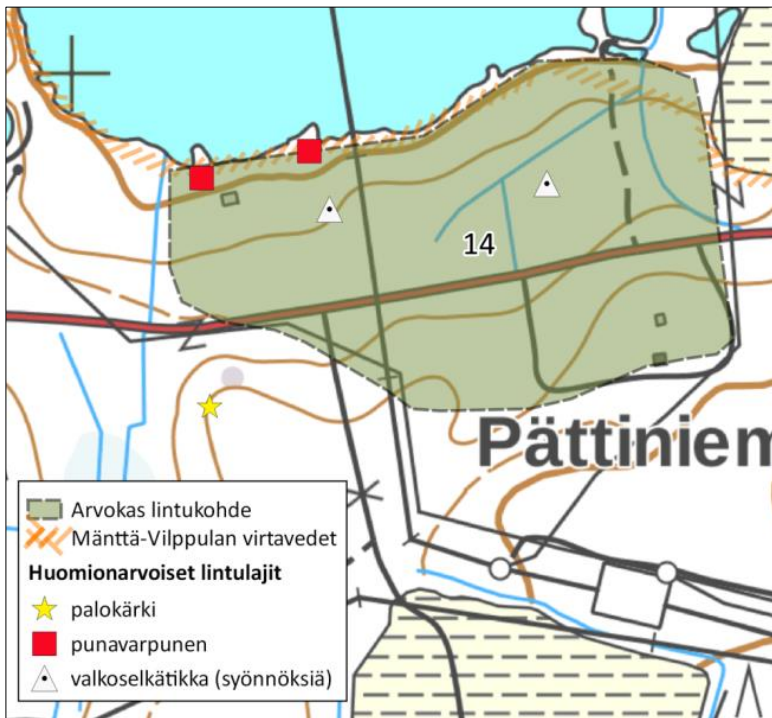 14
Pättiniem
Arvokas lintukohde
Mänttä-Vilppulan virtavedet
Huomionarvoiset lintulajit
palokärki
punavarpunen
valkoselkätikka (syönnöksiä)